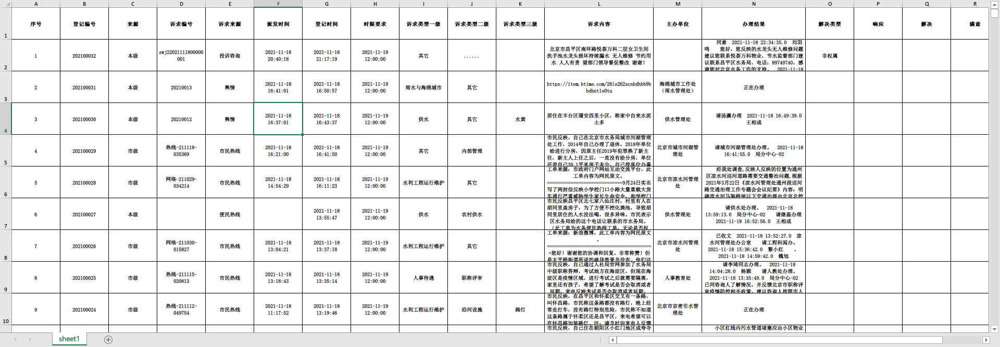 A B C D E F G H I J K L M N O P Q R
1 序号 登记编号 来源 诉求编号 诉求来源 派发时间 登记时间 时限要求 诉求类型一级 诉求类型二级 诉求类型三级 诉求内容 主办单位 办理结果 解决类型 响应 解决 满意
2
1
202100032
本级
swj22021111800000
001
投诉咨询
2021-11-18
20:40:18
2021-11-18
21:17:19
2021-11-19
12:00:00
其它
......
北京市昌平区南环路悦荟万科二层女卫生间
洗手池水龙头损坏持续漏水 无人维修 节约用
水 人人有责 望部门领导督促整改 谢谢！
同意 2021-11-18 22:34:35.0 刘羽
鸣 您好，您反映的水龙头无人维修问题
建议您联系悦荟万科物业，节水监督部门建
议联系昌平区水务局，电话：89749740，感
谢您对北京水务工作的支持。 2021-11-18
非权属
3
2
202100031
本级
20210013
舆情
2021-11-18
16:41:01
2021-11-18
16:50:57
2021-11-19
12:00:00
雨水与海绵城市
其它
https://item.btime.com/261s262scnhdhbb9b
bdhntls0tu
海绵城市工作处
（雨水管理处）
正在办理
4
3
202100030
本级
20210012
舆情
2021-11-18
16:37:01
2021-11-18
16:43:37
2021-11-19
12:00:00
供水
其它
水黄
居住在丰台区蒲安西里小区，称家中自来水泥
土多
供水管理处
请汤潇办理 2021-11-18 16:49:39.0
王相成
5
4
202100029
市级
热线-211118-
035369
市民热线
2021-11-18
16:21:00
2021-11-18
16:41:50
2021-11-19
12:00:00
其它
内部管理
市民反映，自己在北京市水务局城市河湖管理
处工作，2014年自己办理了退休，2018年单位
给进行分房，因原主任2019年犯罪换了新主
任，新主人上任之后，一直没有给分房，单位
还差自己39.1平米房子未分，自己找单位办事
北京市城市河湖管
理处
请城市河湖管理处办理。 2021-11-18
16:41:55.0 局分中心-02
6
5
202100028
市级
网络-211029-
034214
市民热线
2021-11-18
14:54:29
2021-11-18
16:11:23
2021-11-19
12:00:00
水利工程运行维护
其它
工单来源：市政府门户网站互动交流平台，此
工单内容为网民原文。
=============================9月24日实名
写了两封信反映小学校门口小路大量重载大货
车通行严重威胁学生家长生命安全，和学校门
北京市凉水河管理
处
经我处调查,反映人反映的位置为通州
区凉水河巡河道路需要交通整治问题,根据
2021年3月22日《凉水河管理处通州段巡河
路交通治理工作专题会会议纪要》内容：明
确凉水河马驹桥闸以下交通治理由北京北控
7
6
202100027
本级
便民热线
2021-11-18
13:55:47
2021-11-19
12:00:00
供水
农村供水
市民反映昌平区北七家八仙庄村，村里有人在
胡同里盖房子，为了方便不挖化粪池，导致胡
同里居住的人水没法喝，很多异味。市民表示
区水务局给的这个电话让联系的市水务局。
（此工单为水务便民热线工单，无论是否权
供水管理处
请供水处办理。 2021-11-18
13:59:13.0 局分中心-02 请继磊办理
2021-11-18 16:52:56.0 王相成
8
7
202100026
市级
网络-211030-
015827
市民热线
2021-11-18
13:04:21
2021-11-18
13:37:18
2021-11-19
12:00:00
水利工程运行维护
其它
工单来源：新浪微博，此工单内容为网民原文
。
========================================
=您好！谢谢您的协调和回复。非常称赞！但
是太平桥街道所说的疏导效果并没有。他们这
北京市凉水河管理
处
已收文 2021-11-18 13:52:27.0 凉
水河管理处办公室 请工程科阅办。
2021-11-18 15:36:42.0 黎小红 。
2021-11-18 14:59:42.0 魏旭
9
8
202100025
市级
热线-211115-
020813
市民热线
2021-11-18
13:18:43
2021-11-18
13:35:14
2021-11-19
12:00:00
人事待遇
职称评审
市民反映，自己通过人社局官网参加了水务局
中级职称答辩，考试地方在海淀区，但现在海
淀区是疫情区域，进行考试之后就需要隔离，
家里还有孩子，希望了解考试是否会取消或者
延期，来电反映考试是否会取消或者延期。
人事教育处
请李琦同志办理。 2021-11-18
14:04:28.0 杨颖 请人教处办理。
2021-11-18 13:35:49.0 局分中心-02
已同咨询人了解情况，并反馈北京市职称评
审疫情防控相关政策，建议咨询人按照市人
10
9
202100024
市级
热线-211112-
049754
市民热线
2021-11-18
11:17:52
2021-11-18
13:19:46
2021-11-19
12:00:00
水利工程运行维护
沿河设施
路灯
市民反映，在昌平区和怀柔区交叉有一条路，
叫怀昌路，市民称这条路都没有路灯，晚上经
常走打车，没有路灯特别危险，市民称不知道
这条路属于怀柔区还是昌平区，来电希望可以
在怀昌路加装路灯。注：请及时向来电人反馈
北京市京密引水管
理处
正在办理
市民反映，自己住在朝阳区小红门地区成寿寺
小区红线内污水管道堵塞应由小区物业
sheet1